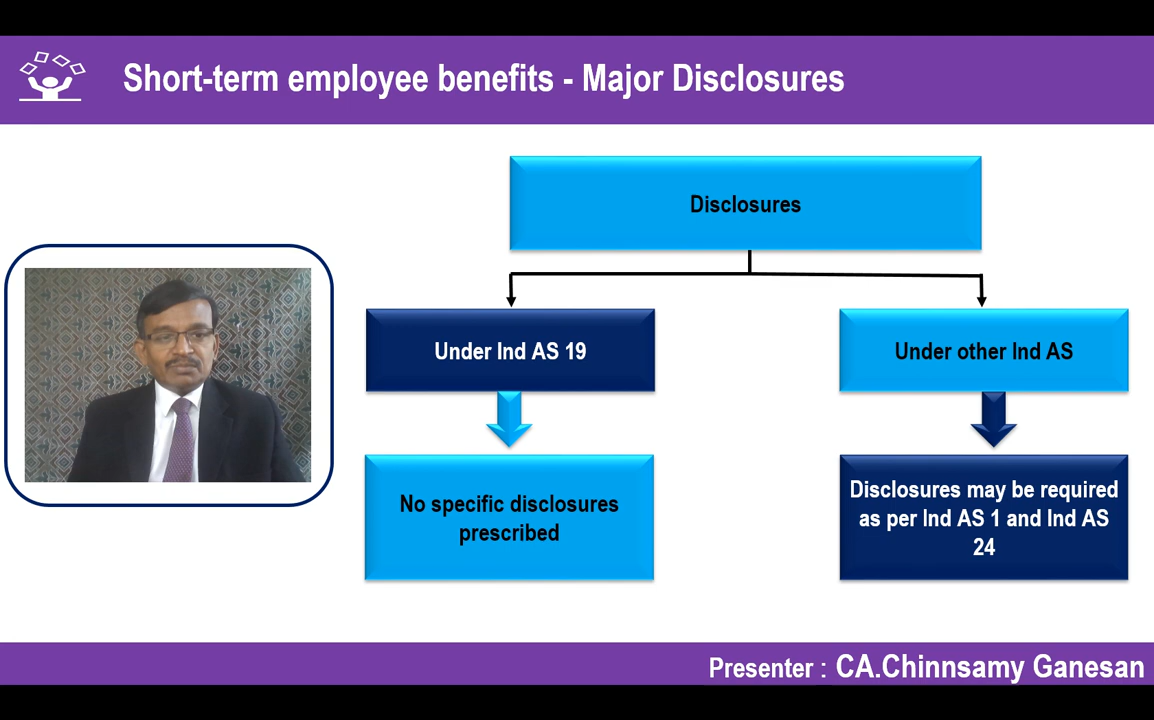 Short-term employee benefits - Major Disclosures
Disclosures
Under Ind AS 19
Under other Ind AS
No specific disclosures
prescribed
Disclosures may be required
as per Ind AS 1 and Ind AS
24
Presenter : CA.Chinnsamy Ganesan